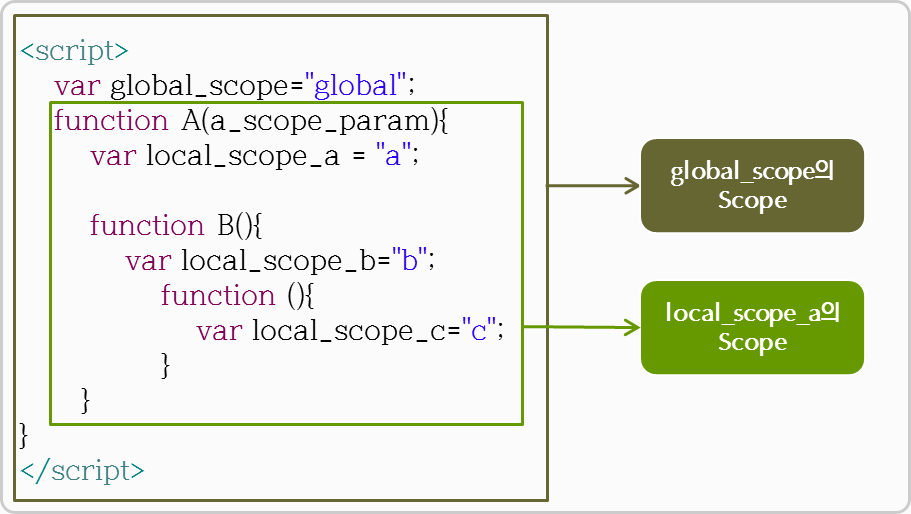 <script>
var global_scope="global";
function A(a_scope_param){
var local_scope_a = "a";
function B(){
var local_scope_b="b";
function (){
var local_scope_c="c";
}
}
}
</script>
global_scope의
Scope
local_scope_a의
Scope